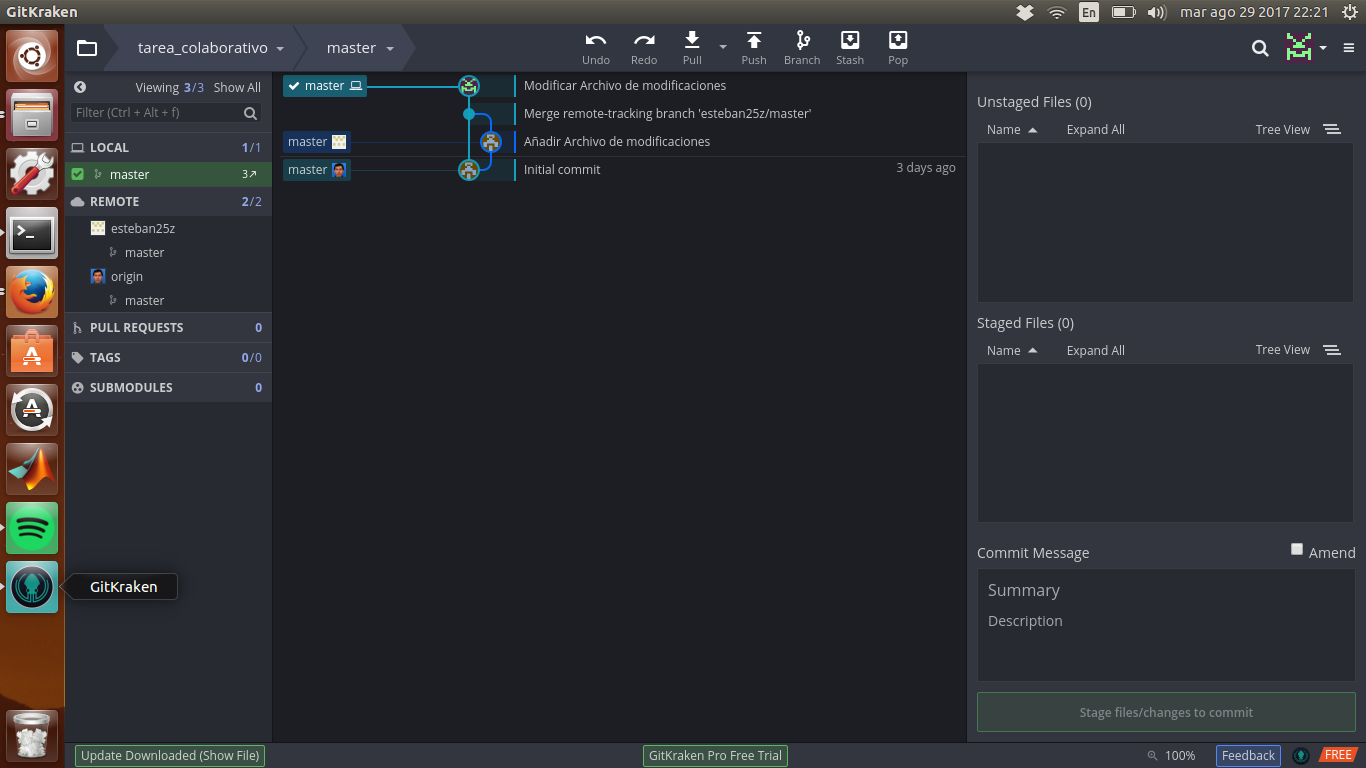 GitKraken
En
mar ago 29 2017 22:21
tarea_colaborativo
master
Undo
Redo
Pull
Push
Branch
Stash
Pop
Viewing 3/3 Show All
Filter (Ctrl + Alt + f)
LOCAL 1/1
master 3↗
REMOTE 2/2
esteban25z
master
origin
master
PULL REQUESTS 0
TAGS 0/0
SUBMODULES 0
GitKraken
master Modificar Archivo de modificaciones
Merge remote-tracking branch 'esteban25z/master'
master Añadir Archivo de modificaciones
master Initial commit 3 days ago
Unstaged Files (0)
Name Expand All Tree View
Staged Files (0)
Name Expand All Tree View
Commit Message Amend
Summary
Description
Stage files/changes to commit
Update Downloaded (Show File)
GitKraken Pro Free Trial
100%
Feedback
FREE